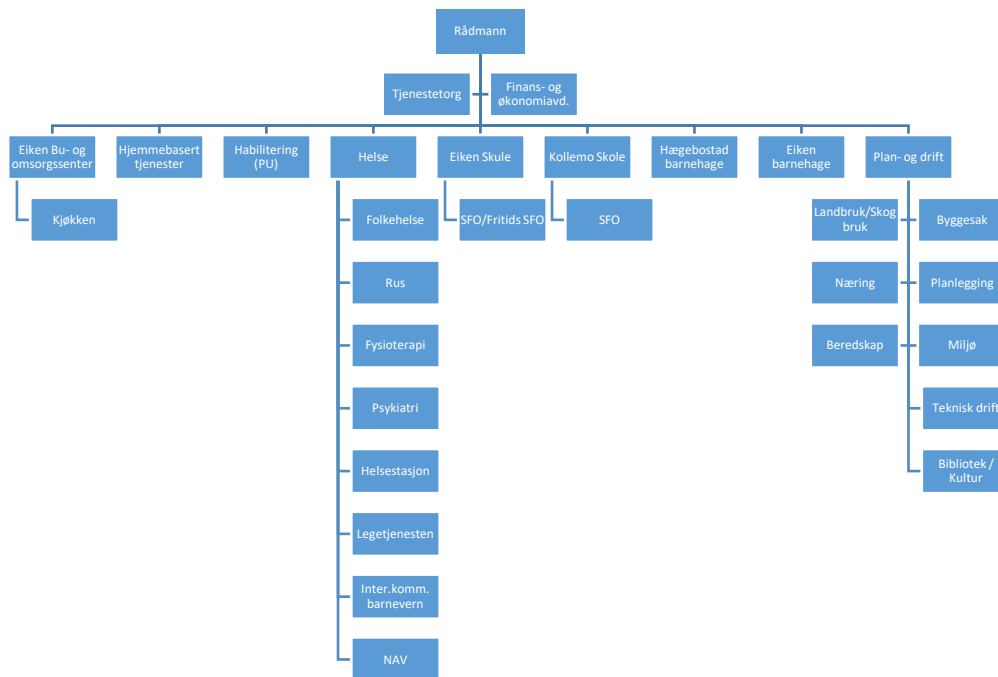 Rådmann
Tjenestetorg
Finans- og
økonomiavd.
Eiken Bu- og
omsorgssenter
Hjemmebasert
tjenester
Habilitering
(PU)
Helse
Eiken Skule
Kollemo Skole
Hægebostad
barnehage
Eiken
barnehage
Plan- og drift
Kjøkken
Folkehelse
SFO/Fritids SFO
SFO
Landbruk/Skog
bruk
Byggesak
Rus
Næring
Planlegging
Fysioterapi
Beredskap
Miljø
Psykiatri
Teknisk drift
Helsestasjon
Bibliotek /
Kultur
Legetjenesten
Inter.komm.
barnevern
NAV